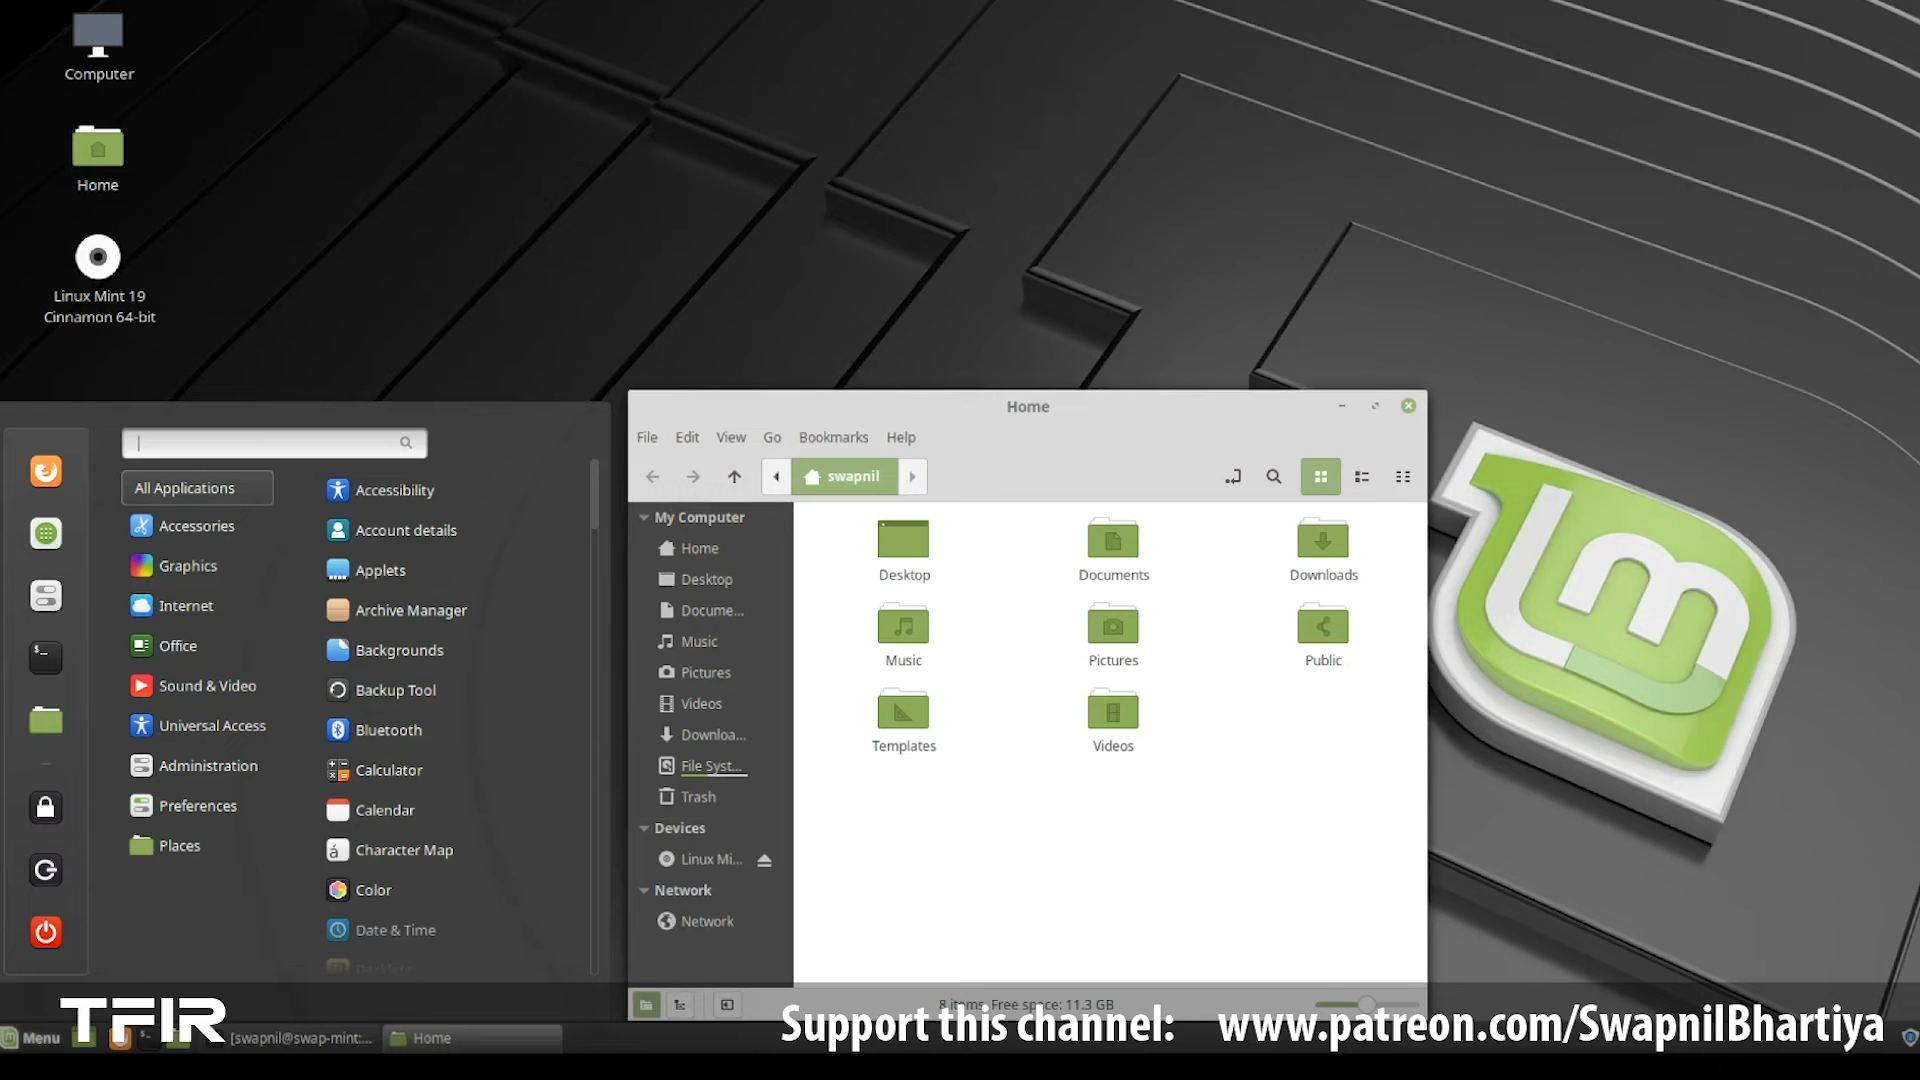 Computer
Home
Linux Mint 19
Cinnamon 64-bit
All Applications
Accessories
Graphics
Internet
Office
Sound & Video
Universal Access
Administration
Preferences
Places
Accessibility
Account details
Applets
Archive Manager
Backgrounds
Backup Tool
Bluetooth
Calculator
Calendar
Character Map
Color
Date & Time
Desklets
Home
File Edit View Go Bookmarks Help
swapnil
My Computer
Home
Desktop
Docume...
Music
Pictures
Videos
Downloa...
File Syst...
Trash
Devices
Linux Mi...
Network
Network
Desktop Documents Downloads
Music Pictures Public
Templates Videos
8 items, Free space: 11.3 GB
TFIR
Support this channel: www.patreon.com/SwapnilBhartiya
Menu
[swapnil@swap-mint:...
Home